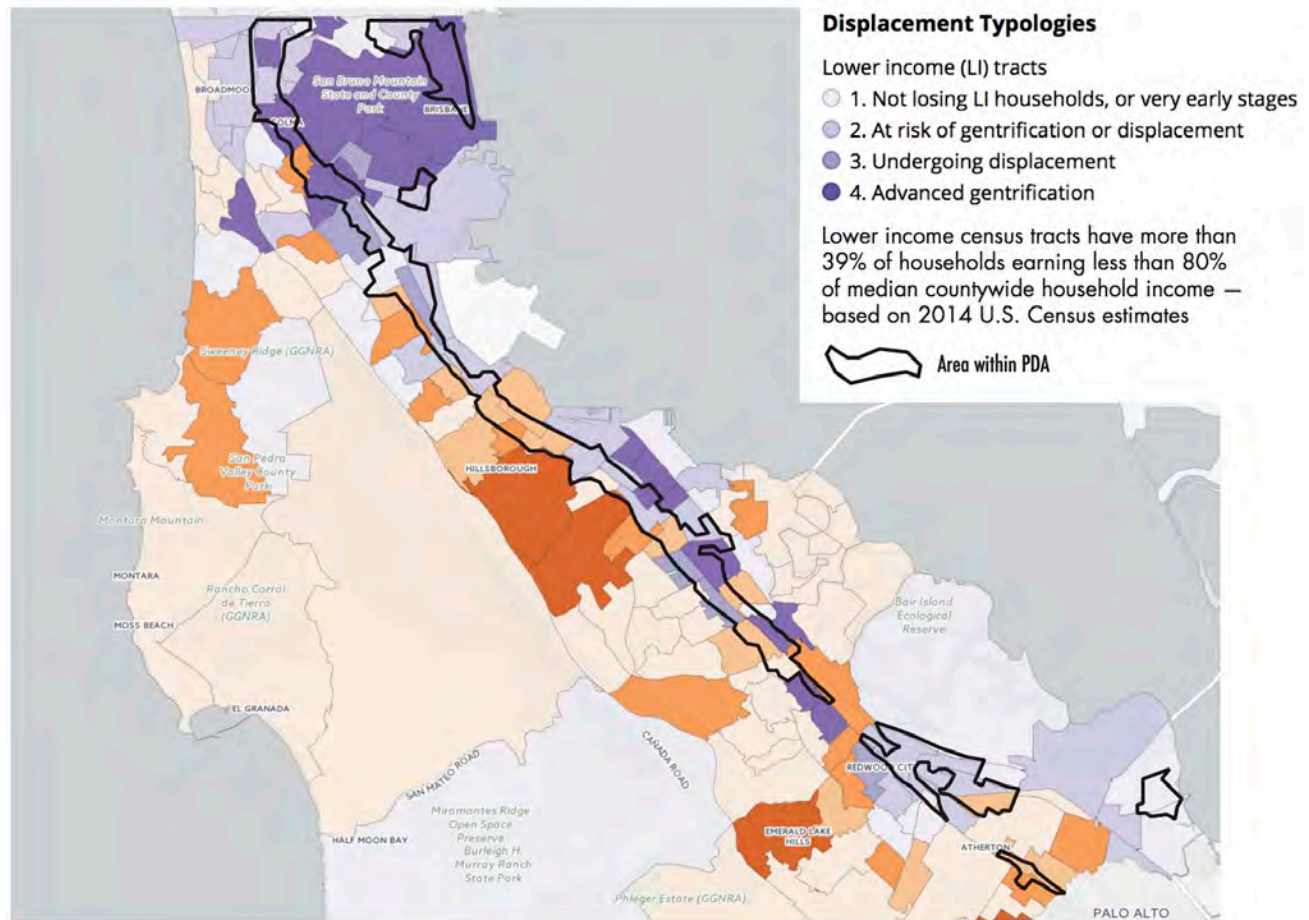 Displacement Typologies
Lower income (LI) tracts
1. Not losing LI households, or very early stages
2. At risk of gentrification or displacement
3. Undergoing displacement
4. Advanced gentrification
Lower income census tracts have more than
39% of households earning less than 80%
of median countywide household income —
based on 2014 U.S. Census estimates
Area within PDA
San Bruno Mountain
State and County
Park
BROADMOO
BRISBANE
COLMA
Sweeney Ridge (GGNRA)
San Pedro
Valley County
Park
HILLSBOROUGH
Montara Mountain
MONTARA
Rancho Corral
de Tierra
(GGNRA)
MOSS BEACH
Bair Island
Ecological
Reserve
EL GRANADA
CAÑADA ROAD
SAN MATEO ROAD
REDWOOD CIT
Miramontes Ridge
Open Space
Preserve
Burleigh H.
Murray Ranch
State Park
HALF MOON BAY
EMERALD LAKE
HILLS
ATHERTON
Phleger Estate (GGNRA)
PALO ALTO